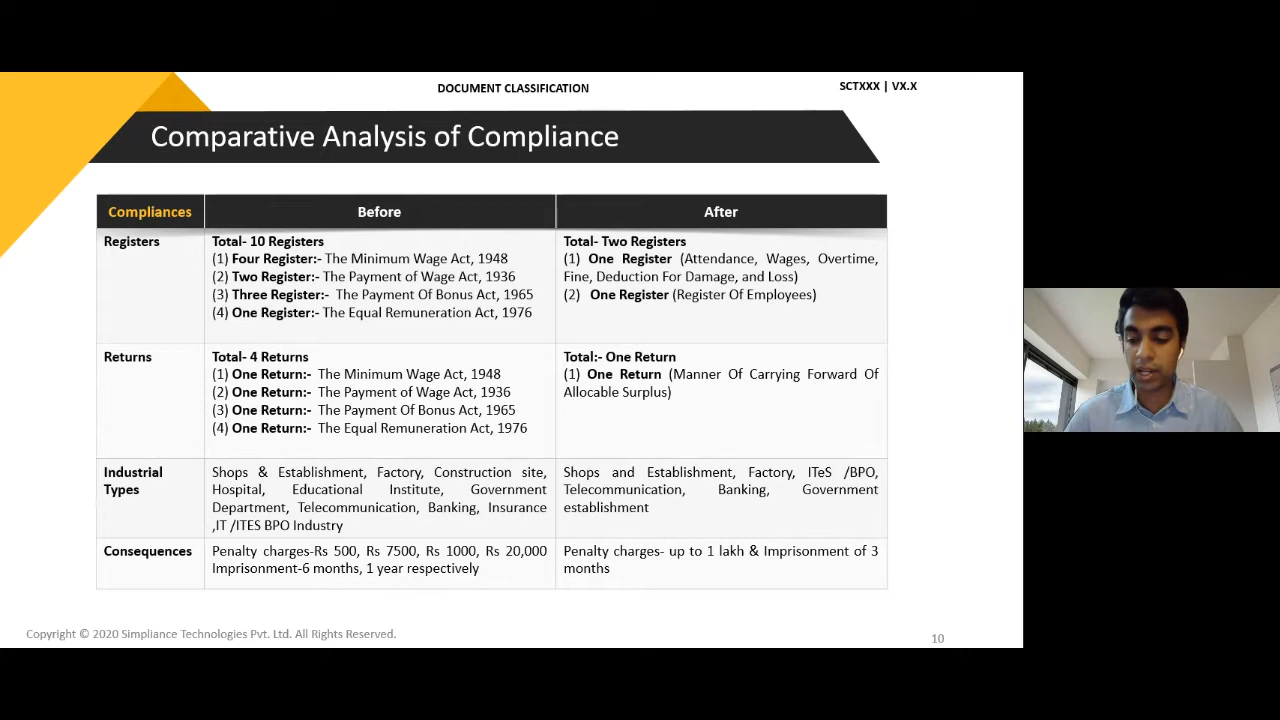 DOCUMENT CLASSIFICATION
SCTXXX | VX.X
Comparative Analysis of Compliance
Compliances
Before
After
Registers
Total- 10 Registers
(1) Four Register:- The Minimum Wage Act, 1948
(2) Two Register:- The Payment of Wage Act, 1936
(3) Three Register:- The Payment Of Bonus Act, 1965
(4) One Register:- The Equal Remuneration Act, 1976
Total- Two Registers
(1) One Register (Attendance, Wages, Overtime,
Fine, Deduction For Damage, and Loss)
(2) One Register (Register Of Employees)
Returns
Total- 4 Returns
(1) One Return:- The Minimum Wage Act, 1948
(2) One Return:- The Payment of Wage Act, 1936
(3) One Return:- The Payment Of Bonus Act, 1965
(4) One Return:- The Equal Remuneration Act, 1976
Total:- One Return
(1) One Return (Manner Of Carrying Forward Of
Allocable Surplus)
Industrial
Types
Shops & Establishment, Factory, Construction site,
Hospital, Educational Institute, Government
Department, Telecommunication, Banking, Insurance
,IT /ITES BPO Industry
Shops and Establishment, Factory, ITeS /BPO,
Telecommunication, Banking, Government
establishment
Consequences
Penalty charges-Rs 500, Rs 7500, Rs 1000, Rs 20,000
Imprisonment-6 months, 1 year respectively
Penalty charges- up to 1 lakh & Imprisonment of 3
months
Copyright © 2020 Simpliance Technologies Pvt. Ltd. All Rights Reserved.
10